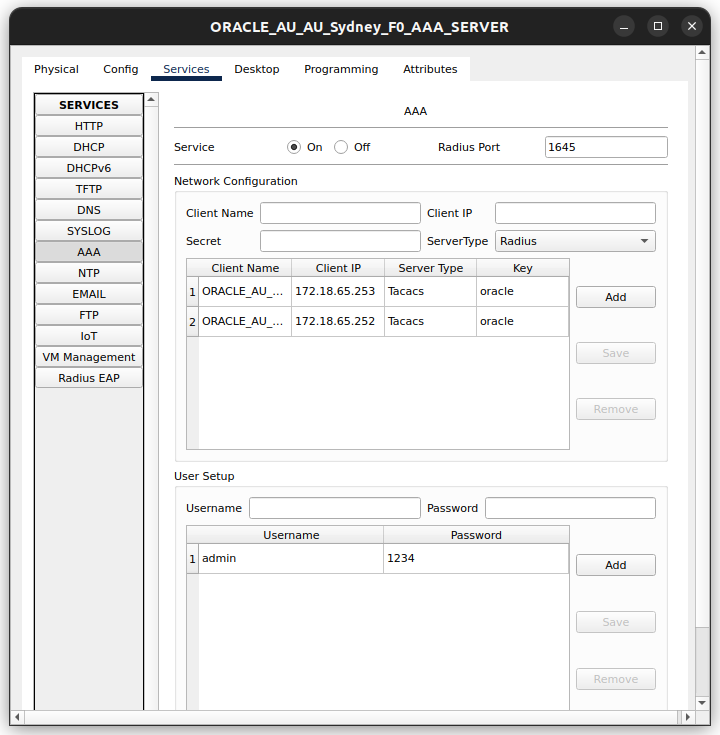 ORACLE_AU_AU_Sydney_F0_AAA_SERVER
Physical Config Services Desktop Programming Attributes
SERVICES
HTTP
DHCP
DHCPv6
TFTP
DNS
SYSLOG
AAA
NTP
EMAIL
FTP
IoT
VM Management
Radius EAP
AAA
Service On Off Radius Port 1645
Network Configuration
Client Name Client IP
Secret ServerType Radius
Client Name Client IP Server Type Key
1 ORACLE_AU_... 172.18.65.253 Tacacs oracle
2 ORACLE_AU_... 172.18.65.252 Tacacs oracle
Add
Save
Remove
User Setup
Username Password
Username Password
1 admin 1234
Add
Save
Remove